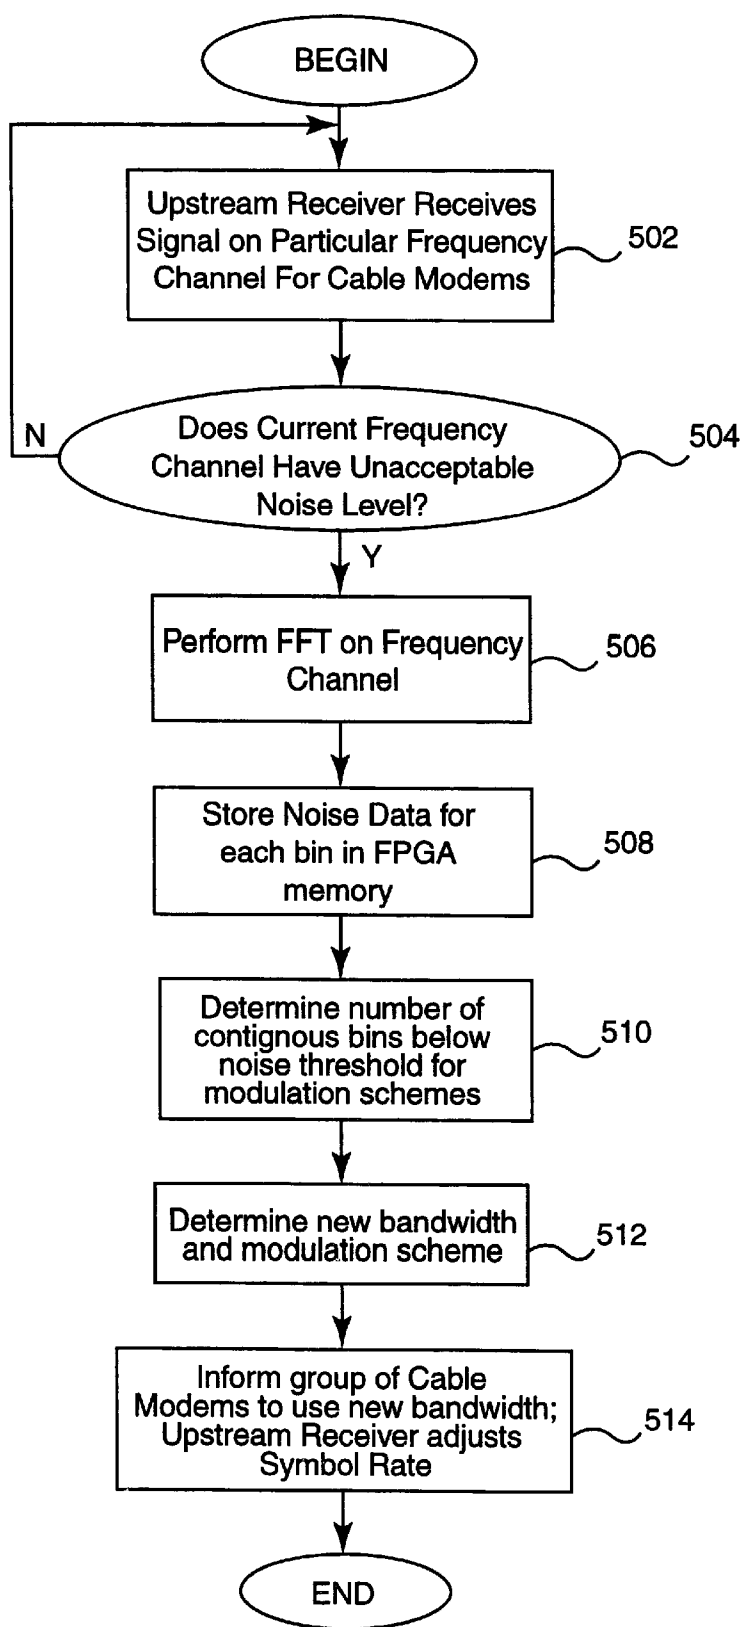 BEGIN
Upstream Receiver Receives
Signal on Particular Frequency
Channel For Cable Modems
502
Does Current Frequency
Channel Have Unacceptable
Noise Level?
504
N
Y
Perform FFT on Frequency
Channel
506
Store Noise Data for
each bin in FPGA
memory
508
Determine number of
contignous bins below
noise threshold for
modulation schemes
510
Determine new bandwidth
and modulation scheme
512
Inform group of Cable
Modems to use new bandwidth;
Upstream Receiver adjusts
Symbol Rate
514
END